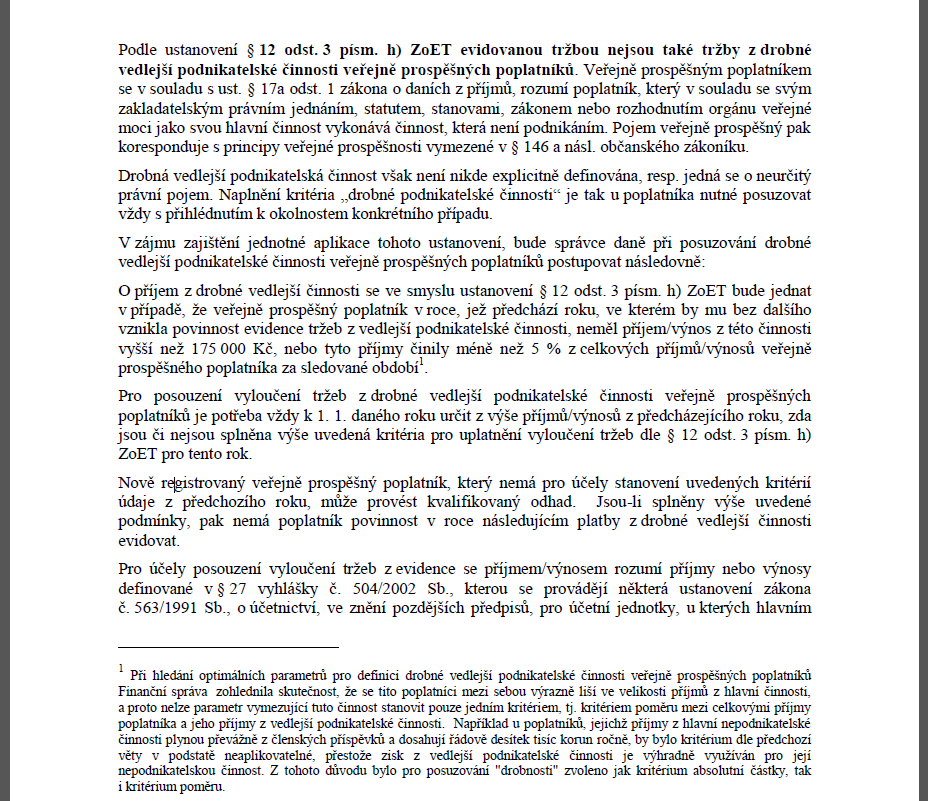 Podle ustanovení § 12 odst. 3 písm. h) ZoET evidovanou tržbou nejsou také tržby z drobné
vedlejší podnikatelské činnosti veřejně prospěšných poplatníků. Veřejně prospěšným poplatníkem
se v souladu s ust. § 17a odst. 1 zákona o daních z příjmů, rozumí poplatník, který v souladu se svým
zakladatelským právním jednáním, statutem, stanovami, zákonem nebo rozhodnutím orgánu veřejné
moci jako svou hlavní činnost vykonává činnost, která není podnikáním. Pojem veřejně prospěšný pak
koresponduje s principy veřejné prospěšnosti vymezené v § 146 a násl. občanského zákoníku.
Drobná vedlejší podnikatelská činnost však není nikde explicitně definována, resp. jedná se o neurčitý
právní pojem. Naplnění kritéria „drobné podnikatelské činnosti“ je tak u poplatníka nutné posuzovat
vždy s přihlédnutím k okolnostem konkrétního případu.
V zájmu zajištění jednotné aplikace tohoto ustanovení, bude správce daně při posuzování drobné
vedlejší podnikatelské činnosti veřejně prospěšných poplatníků postupovat následovně:
O příjem z drobné vedlejší činnosti se ve smyslu ustanovení § 12 odst. 3 písm. h) ZoET bude jednat
v případě, že veřejně prospěšný poplatník v roce, jež předchází roku, ve kterém by mu bez dalšího
vznikla povinnost evidence tržeb z vedlejší podnikatelské činnosti, neměl příjem/výnos z této činnosti
vyšší než 175 000 Kč, nebo tyto příjmy činily méně než 5 % z celkových příjmů/výnosů veřejně
prospěšného poplatníka za sledované období1.
Pro posouzení vyloučení tržeb z drobné vedlejší podnikatelské činnosti veřejně prospěšných
poplatníků je potřeba vždy k 1. 1. daného roku určit z výše příjmů/výnosů z předcházejícího roku, zda
jsou či nejsou splněna výše uvedená kritéria pro uplatnění vyloučení tržeb dle § 12 odst. 3 písm. h)
ZoET pro tento rok.
Nově registrovaný veřejně prospěšný poplatník, který nemá pro účely stanovení uvedených kritérií
údaje z předchozího roku, může provést kvalifikovaný odhad. Jsou-li splněny výše uvedené
podmínky, pak nemá poplatník povinnost v roce následujícím platby z drobné vedlejší činnosti
evidovat.
Pro účely posouzení vyloučení tržeb z evidence se příjmem/výnosem rozumí příjmy nebo výnosy
definované v § 27 vyhlášky č. 504/2002 Sb., kterou se provádějí některá ustanovení zákona
č. 563/1991 Sb., o účetnictví, ve znění pozdějších předpisů, pro účetní jednotky, u kterých hlavním
1 Při hledání optimálních parametrů pro definici drobné vedlejší podnikatelské činnosti veřejně prospěšných poplatníků
Finanční správa zohlednila skutečnost, že se tito poplatníci mezi sebou výrazně liší ve velikosti příjmů z hlavní činnosti,
a proto nelze parametr vymezující tuto činnost stanovit pouze jedním kritériem, tj. kritériem poměru mezi celkovými příjmy
poplatníka a jeho příjmy z vedlejší podnikatelské činnosti. Například u poplatníků, jejichž příjmy z hlavní nepodnikatelské
činnosti plynou převážně z členských příspěvků a dosahují řádově desítek tisíc korun ročně, by bylo kritérium dle předchozí
věty v podstatě neaplikovatelné, přestože zisk z vedlejší podnikatelské činnosti je výhradně využíván pro její
nepodnikatelskou činnost. Z tohoto důvodu bylo pro posuzování "drobnosti" zvoleno jak kritérium absolutní částky, tak
i kritérium poměru.